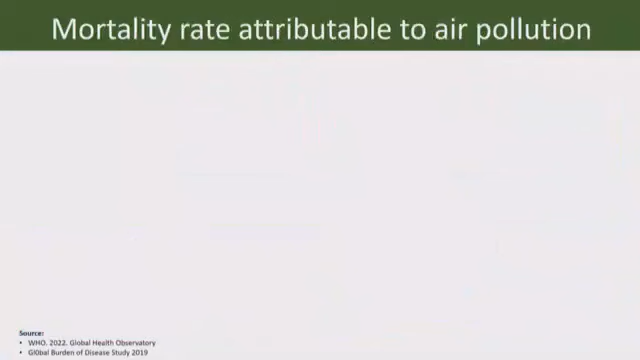 Mortality rate attributable to air pollution
Source:
• WHO. 2022. Global Health Observatory
• Gl0bal Burden of Disease Study 2019